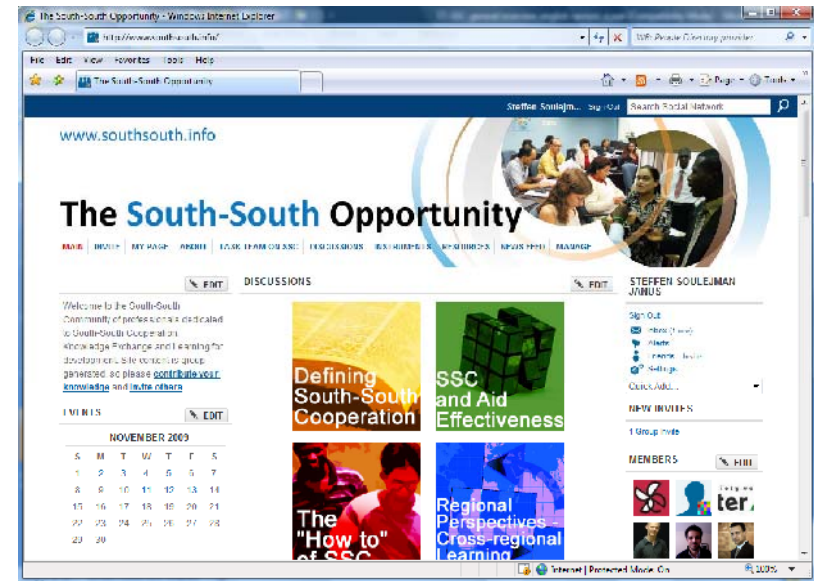 The South-South Opportunity - Windows Internet Explorer
File Edit View Favorites Tools Help
The South-South Opportunity
Page Tools
Steffen Soulejm... Sign Out Search Social Network
www.southsouth.info
The South-South Opportunity
MAIN INVITE MY PAGE ABOUT TASK TEAM ON SSC DISCUSSIONS INSTRUMENTS RESOURCES NEWS FEED MANAGE
EDIT
Welcome to the South-South
Community of professionals dedicated
to South-South Cooperation
Knowledge Exchange and Learning for
development. Site content is group
generated, so please contribute your
knowledge and invite others
EVENTS
EDIT
NOVEMBER 2009
S M T W T F S
1 2 3 4 5 6 7
8 9 10 11 12 13 14
15 16 17 18 19 20 21
22 23 24 25 26 27 28
29 30
DISCUSSIONS
EDIT
Defining
South-South
Cooperation
SSC
and Aid
Effectiveness
The
"How to"
of SSC
Regional
Perspectives -
Cross-regional
Learning
STEFFEN SOULEJMAN
JANUS
Sign Out
Inbox
Alerts
Friends
Settings
Quick Add...
NEW INVITES
1 Group Invite
MEMBERS
EDIT
ter
Internet | Protected Mode: On
100%